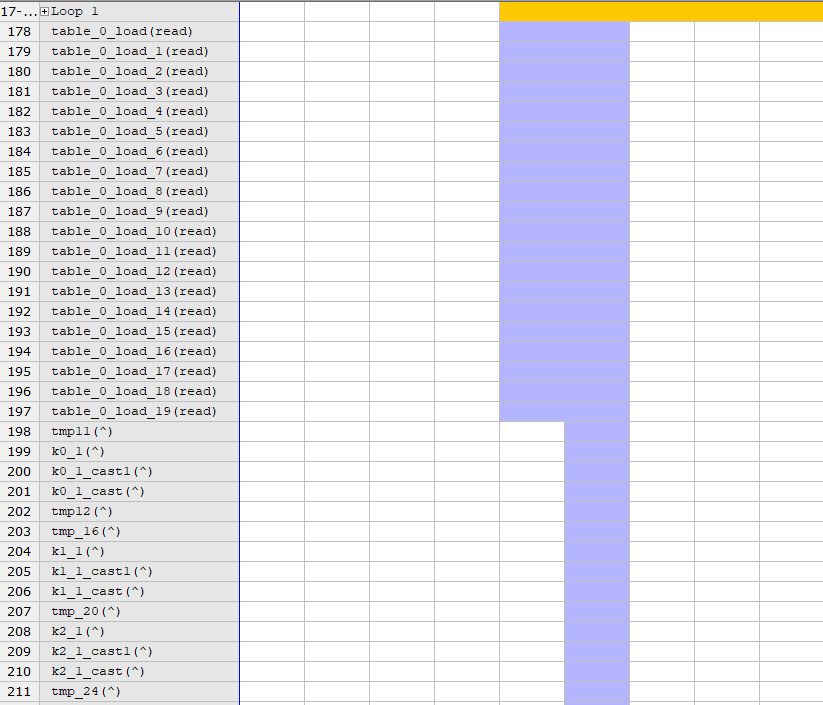 17-... Loop 1
178 table_0_load(read)
179 table_0_load_1(read)
180 table_0_load_2(read)
181 table_0_load_3(read)
182 table_0_load_4(read)
183 table_0_load_5(read)
184 table_0_load_6(read)
185 table_0_load_7(read)
186 table_0_load_8(read)
187 table_0_load_9(read)
188 table_0_load_10(read)
189 table_0_load_11(read)
190 table_0_load_12(read)
191 table_0_load_13(read)
192 table_0_load_14(read)
193 table_0_load_15(read)
194 table_0_load_16(read)
195 table_0_load_17(read)
196 table_0_load_18(read)
197 table_0_load_19(read)
198 tmp11(^)
199 k0_1(^)
200 k0_1_cast1(^)
201 k0_1_cast(^)
202 tmp12(^)
203 tmp_16(^)
204 k1_1(^)
205 k1_1_cast1(^)
206 k1_1_cast(^)
207 tmp_20(^)
208 k2_1(^)
209 k2_1_cast1(^)
210 k2_1_cast(^)
211 tmp_24(^)